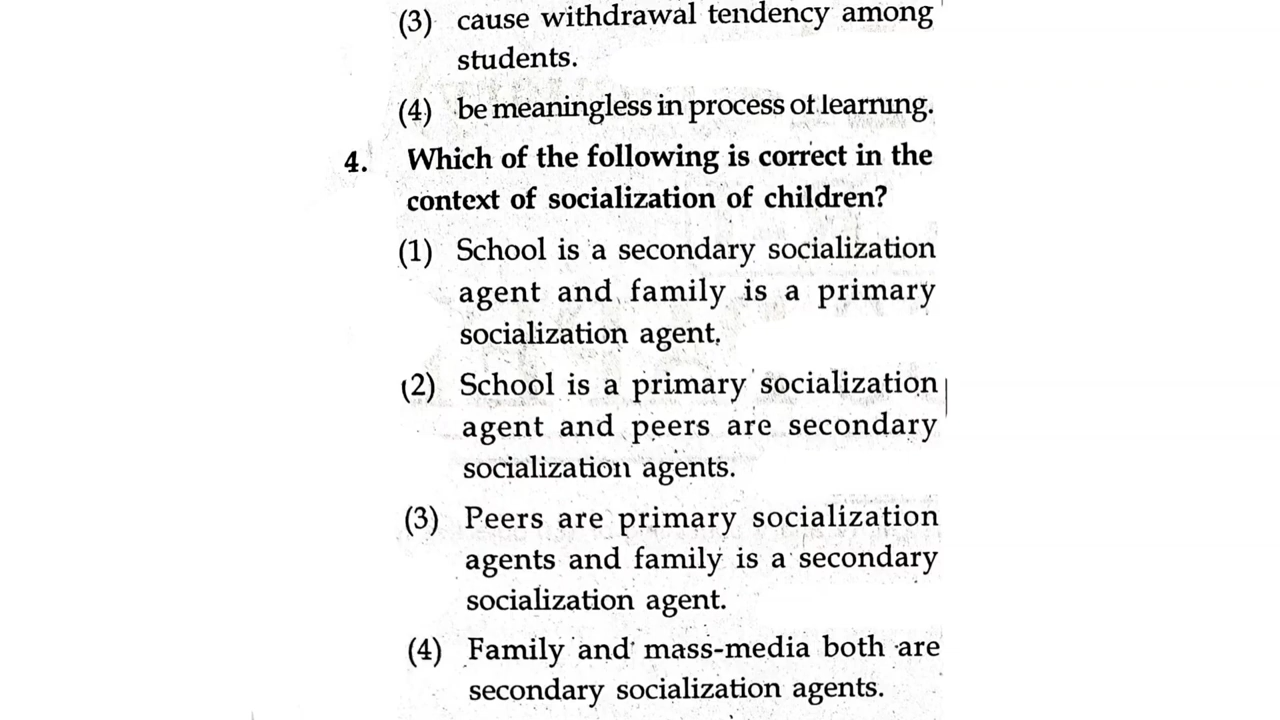 (3) cause withdrawal tendency among
students.
(4) be meaningless in process of learning.
4. Which of the following is correct in the
context of socialization of children?
(1) School is a secondary socialization
agent and family is a primary
socialization agent.
(2) School is a primary socialization
agent and peers are secondary
socialization agents.
(3) Peers are primary socialization
agents and family is a secondary
socialization agent.
(4) Family and mass-media both are
secondary socialization agents.